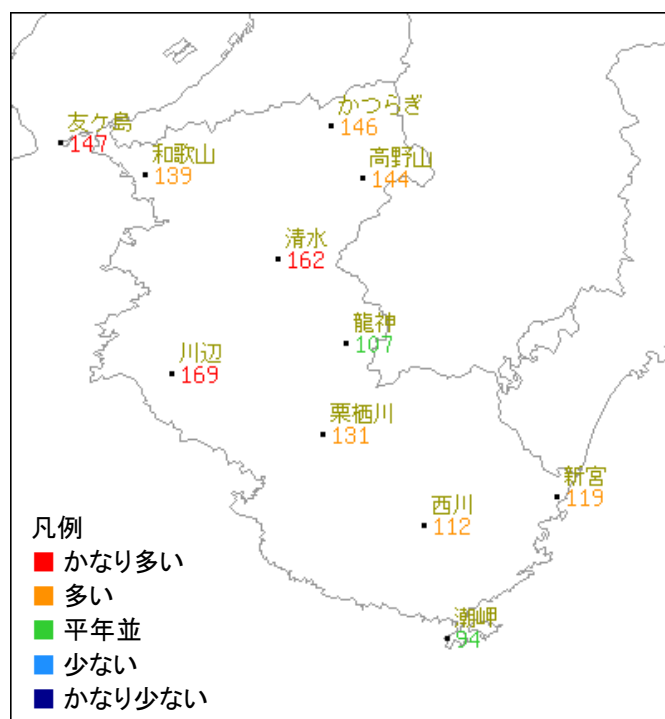 かつらぎ
146
友ケ島
147
和歌山
139
高野山
144
清水
162
龍神
107
川辺
169
栗栖川
131
新宮
119
西川
112
潮岬
94
凡例
かなり多い
多い
平年並
少ない
かなり少ない